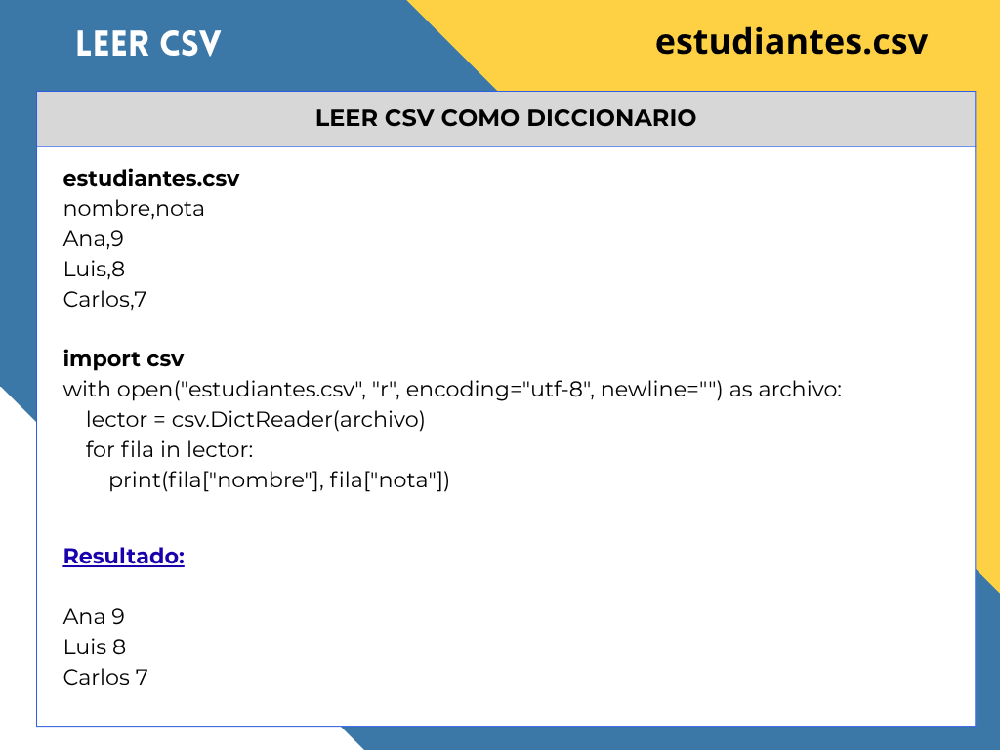 LEER CSV
estudiantes.csv
LEER CSV COMO DICCIONARIO
estudiantes.csv
nombre,nota
Ana,9
Luis,8
Carlos,7
import csv
with open("estudiantes.csv", "r", encoding="utf-8", newline="") as archivo:
    lector = csv.DictReader(archivo)
    for fila in lector:
        print(fila["nombre"], fila["nota"])
Resultado:
Ana 9
Luis 8
Carlos 7